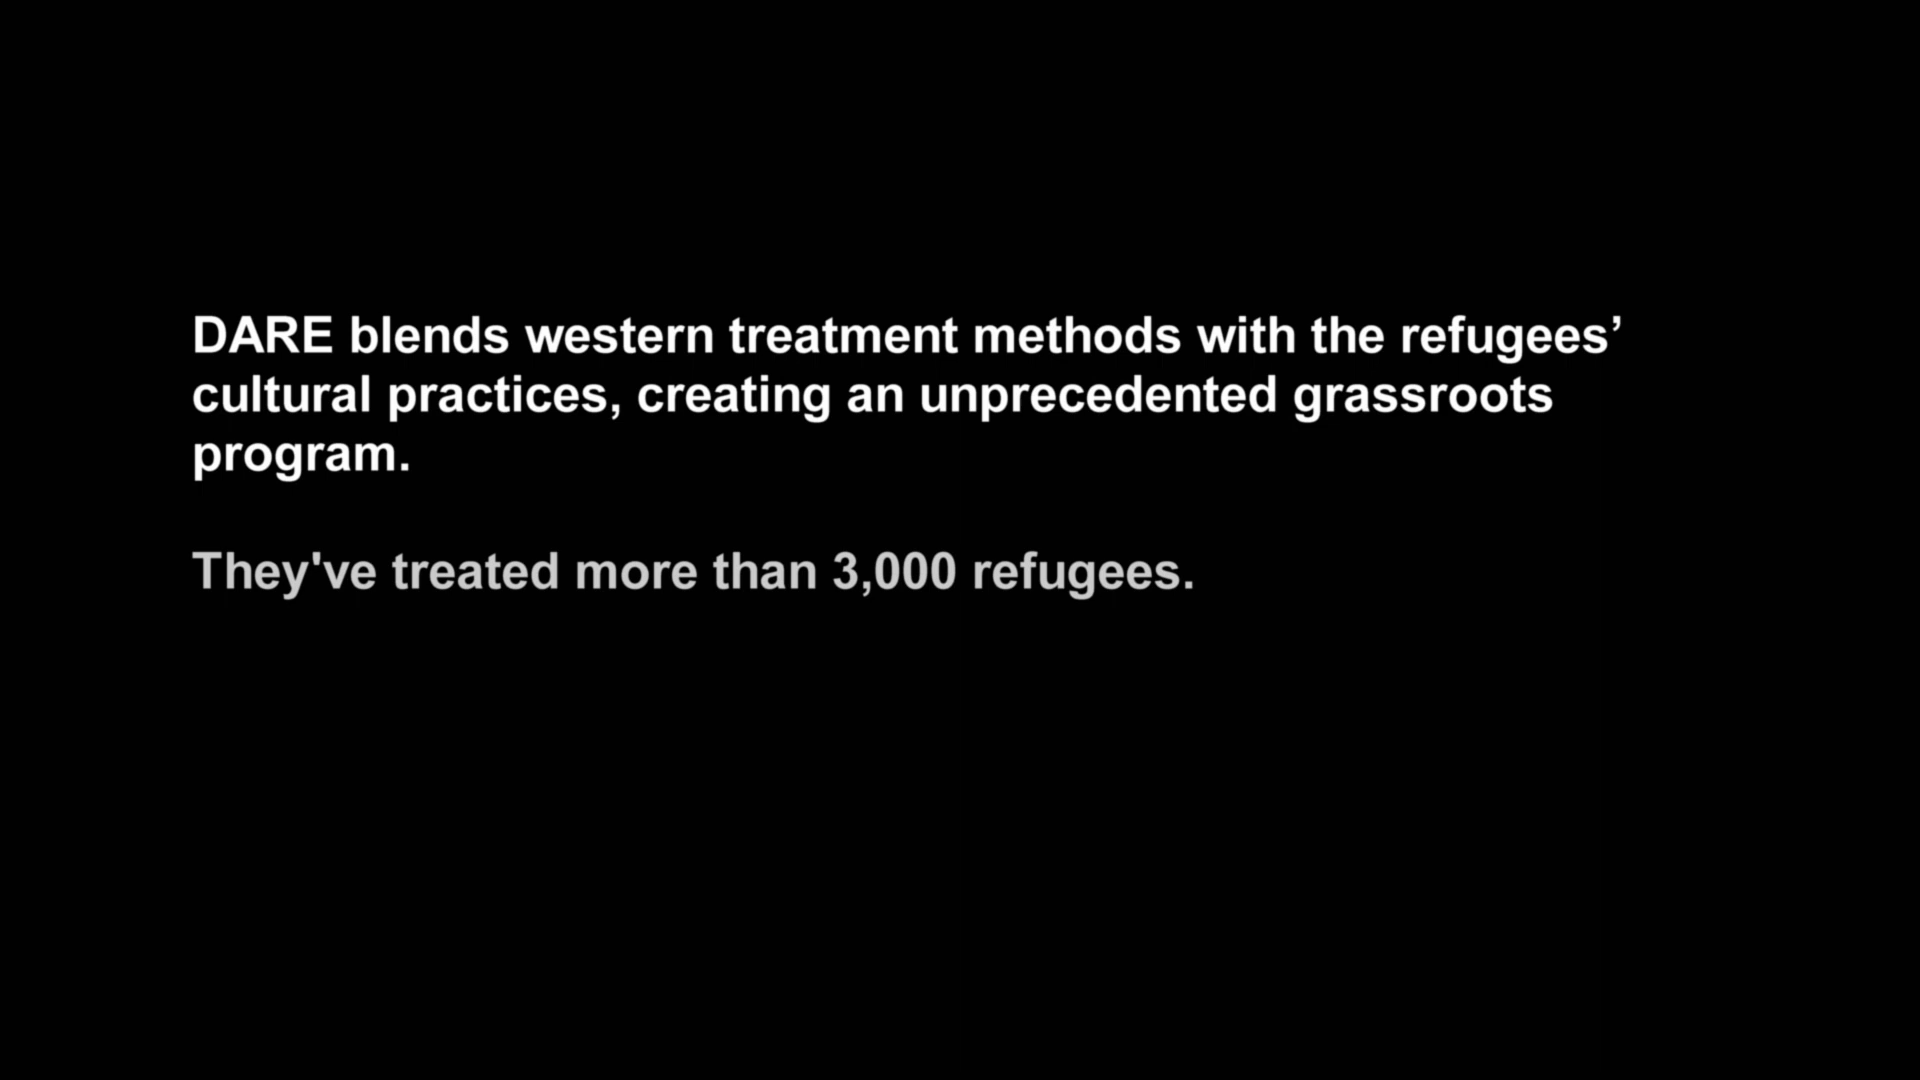 DARE blends western treatment methods with the refugees’
cultural practices, creating an unprecedented grassroots
program.
They've treated more than 3,000 refugees.